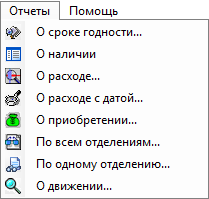 Отчеты Помощь
О сроке годности...
О наличии
О расходе...
О расходе с датой...
О приобретении...
По всем отделениям...
По одному отделению...
О движении...